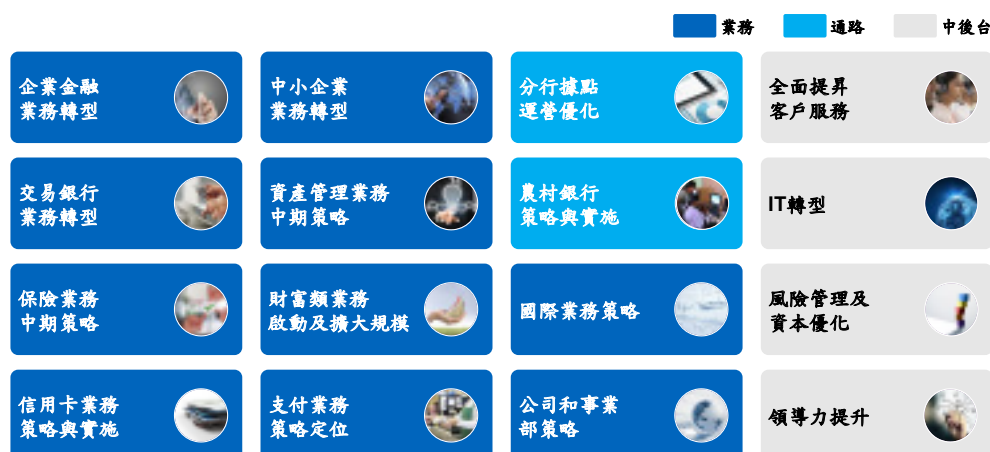 業務
通路
中後台
企業金融
業務轉型
中小企業
業務轉型
分行據點
運營優化
全面提昇
客戶服務
交易銀行
業務轉型
資產管理業務
中期策略
農村銀行
策略與實施
IT轉型
保險業務
中期策略
財富類業務
啟動及擴大規模
國際業務策略
風險管理及
資本優化
信用卡業務
策略與實施
支付業務
策略定位
公司和事業
部策略
領導力提升